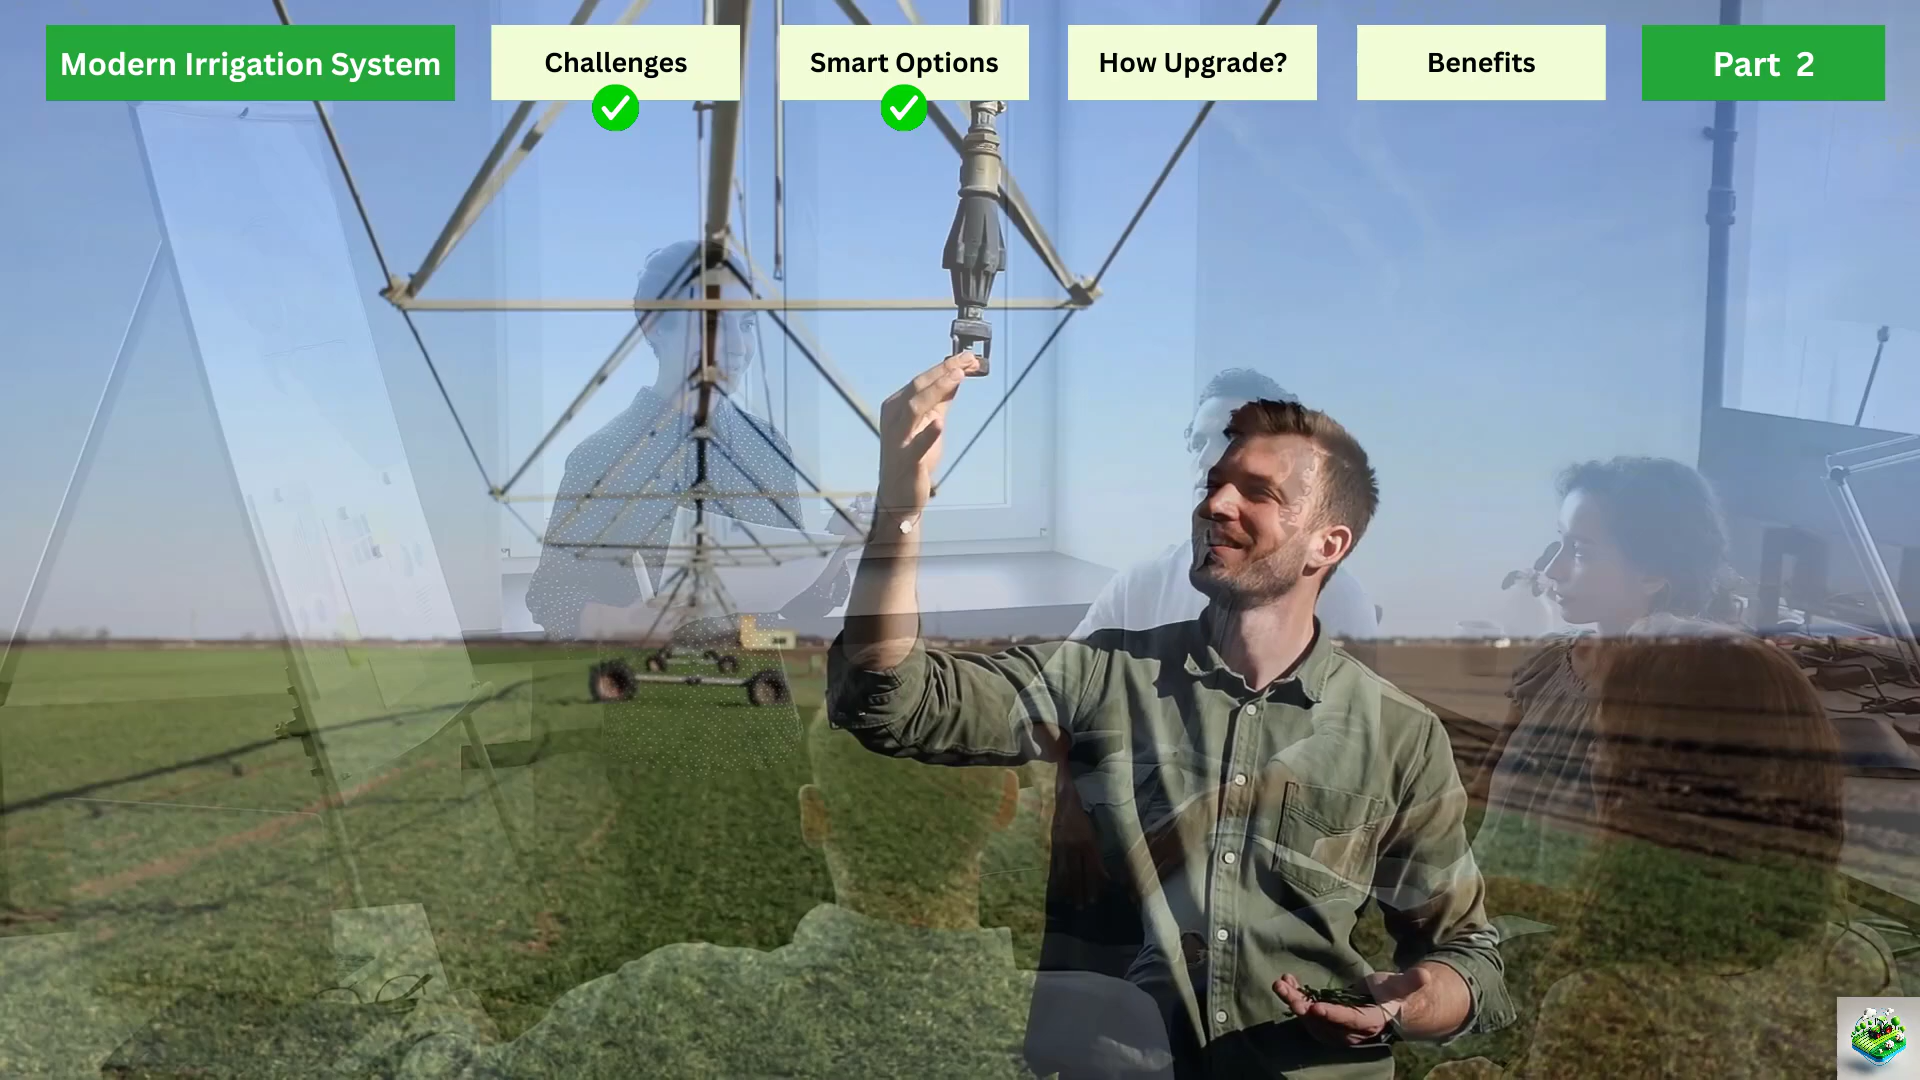 Modern Irrigation System
Challenges
Smart Options
How Upgrade?
Benefits
Part 2